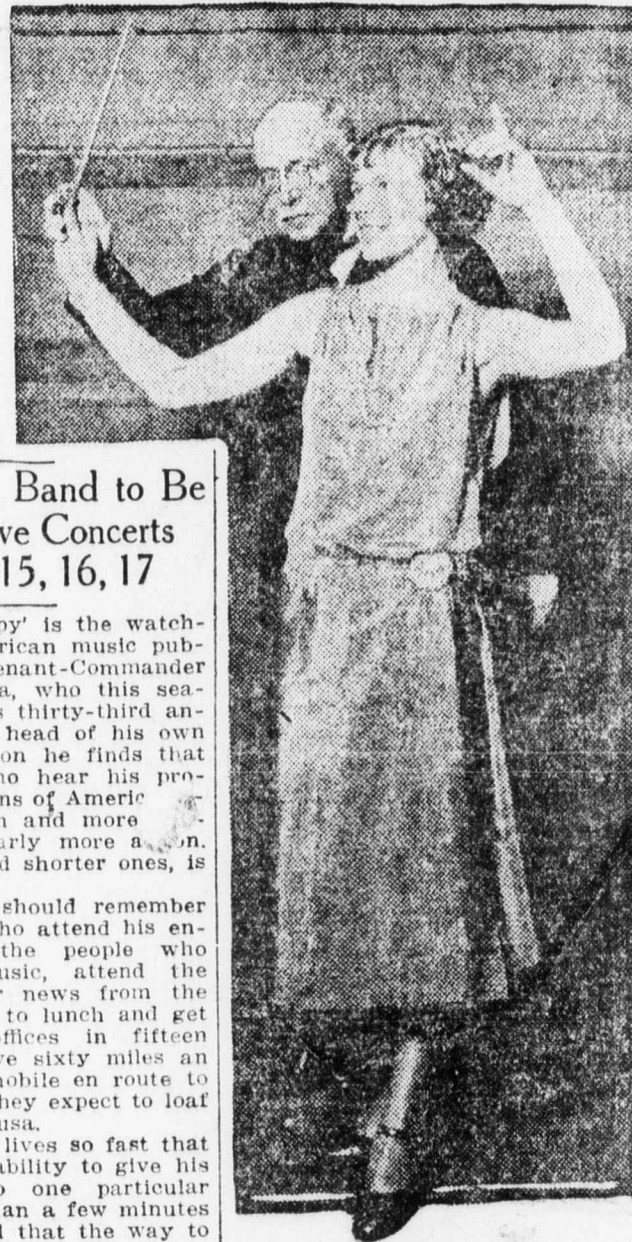 Band to Be
ve Concerts
15, 16, 17
py' is the watch-
rican music pub-
enant-Commander
a, who this sea-
s thirty-third an-
head of his own
on he finds that
ho hear his pro-
ns of Americ
n and more
arly more
d shorter ones, is
should remember
ho attend his en-
the people who
usic, attend the
r news from the
to lunch and get
offices in fifteen
ve sixty miles an
nobile en route to
hey expect to loaf
usa.
lives so fast that
ability to give his
o one particular
an a few minutes
d that the way to